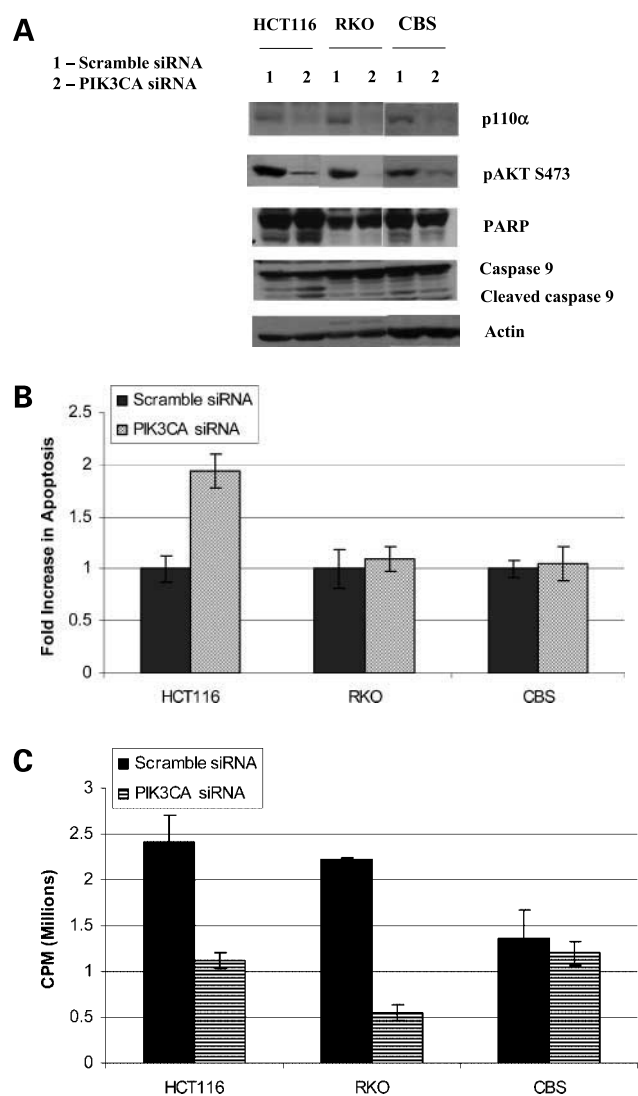 A
HCT116 RKO CBS
1 – Scramble siRNA
2 – PIK3CA siRNA
1 2 1 2 1 2
p110α
pAKT S473
PARP
Caspase 9
Cleaved caspase 9
Actin
B
Scramble siRNA
PIK3CA siRNA
Fold Increase in Apoptosis
2.5
2
1.5
1
0.5
0
HCT116 RKO CBS
C
Scramble siRNA
PIK3CA siRNA
CPM (Millions)
3
2.5
2
1.5
1
0.5
0
HCT116 RKO CBS